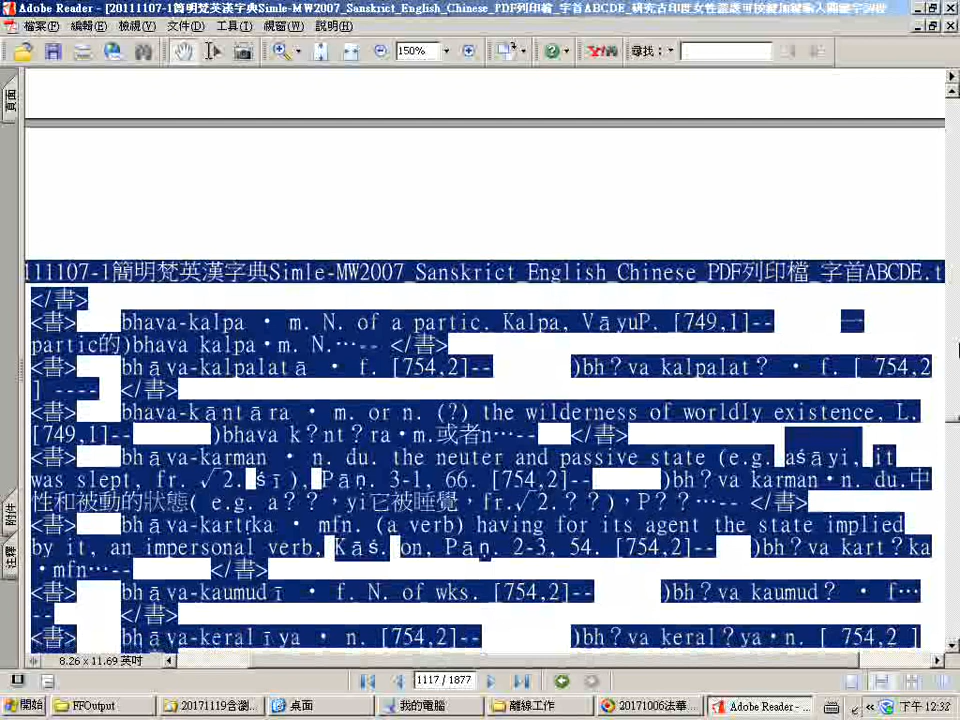 Adobe Reader - [20111107-1簡明梵英漢字典Simle-MW2007_Sanskrict_English_Chinese_PDF列印檔_字首ABCDE_研究古印度女性
檔案(F) 編輯(E) 檢視(V) 文件(D) 工具(T) 視窗(W) 說明(H)
150% 尋找:
頁面
111107-1簡明梵英漢字典Simle-MW2007_Sanskrict_English_Chinese_PDF列印檔_字首ABCDE.t
</書>
<書> bhava-kalpa • m. N. of a partic. Kalpa, VāyuP. [749,1]-- 一
partic的)bhava kalpa•m. N.…-- </書>
<書> bhāva-kalpalatā • f. [754,2]-- )bh?va kalpalat? • f. [ 754,2
] ---- </書>
<書> bhava-kāntāra • m. or n. (?) the wilderness of worldly existence, L.
[749,1]-- )bhava k?nt?ra•m.或者n…-- </書>
<書> bhāva-karman • n. du. the neuter and passive state (e.g. aśāyi, it
was slept, fr. √2. śī), Pāṇ. 3-1, 66. [754,2]-- )bh?va karman•n. du.中
性和被動的狀態( e.g. a??，yi它被睡覺，fr.√2.??)，P??…-- </書>
<書> bhāva-kartṛka • mfn. (a verb) having for its agent the state implied
by it, an impersonal verb, Kāś. on, Pāṇ. 2-3, 54. [754,2]-- )bh?va kart?ka
•mfn…-- </書>
<書> bhāva-kaumudī • f. N. of wks. [754,2]-- )bh?va kaumud? • f…
-- </書>
<書> bhāva-keralīya • n. [754,2]-- )bh?va keral?ya•n. [ 754,2 ]
附件
注釋
8.26 x 11.69 英吋
1117 / 1877
開始 FFOutput 20171119含瀏... 桌面 我的電腦 離線工作 20171006法華... Adobe Reader - ... 下午 12:32